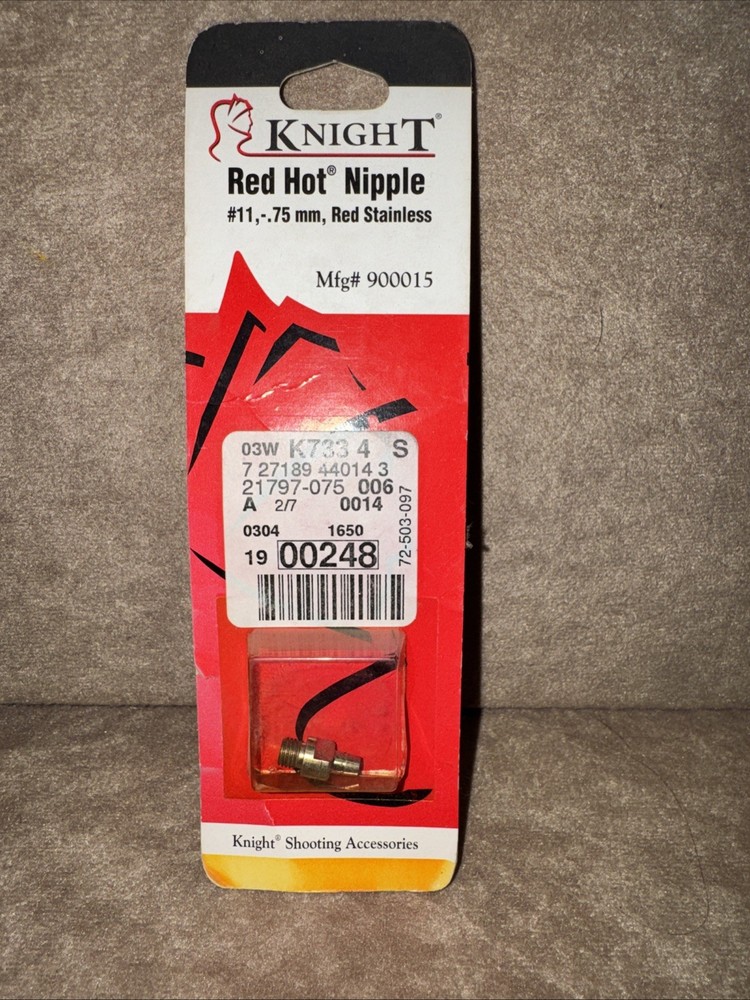 KNIGHT®
Red Hot® Nipple
#11,-.75 mm, Red Stainless
Mfg# 900015
03W K733 4 S
7 27189 44014 3
21797-075 006
A 2/7 0014
0304 1650
19 00248
72-503-097
Knight® Shooting Accessories